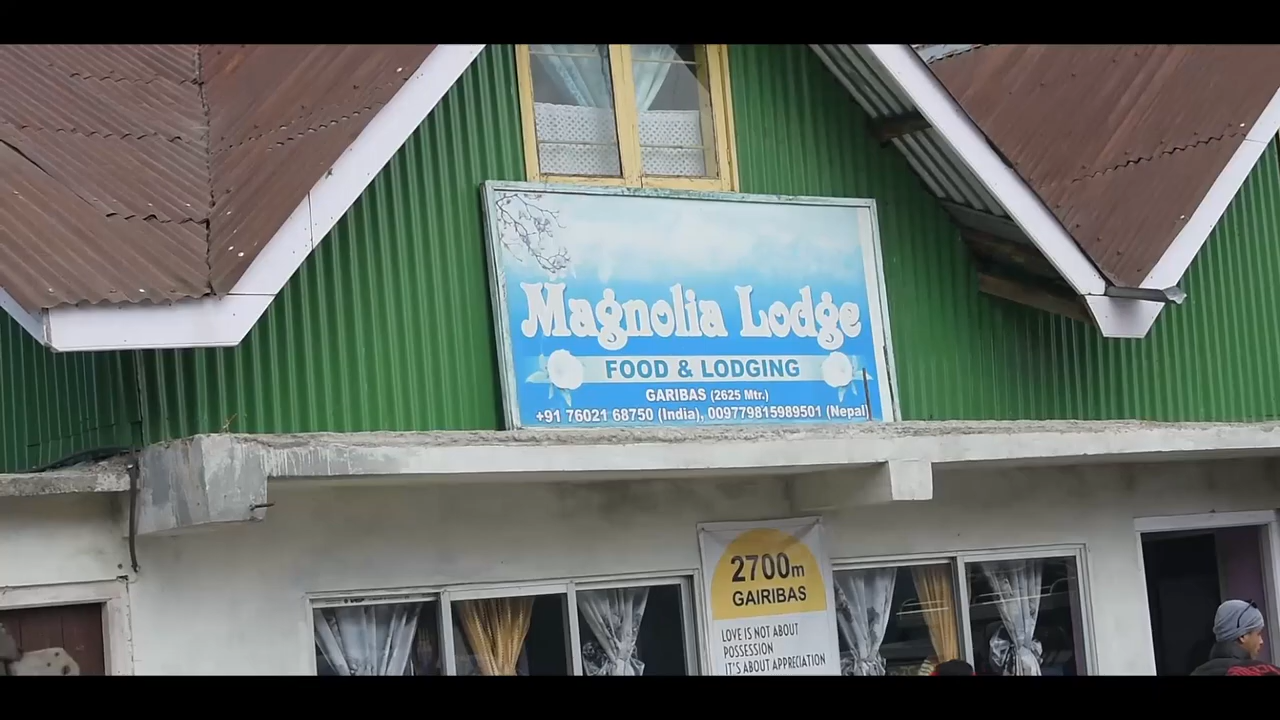 Magnolia Lodge
FOOD & LODGING
GARIBAS (2625 Mtr.)
+91 76021 68750 (India), 009779815989501 (Nepal)
2700m
GAIRIBAS
LOVE IS NOT ABOUT
POSSESSION
IT'S ABOUT APPRECIATION